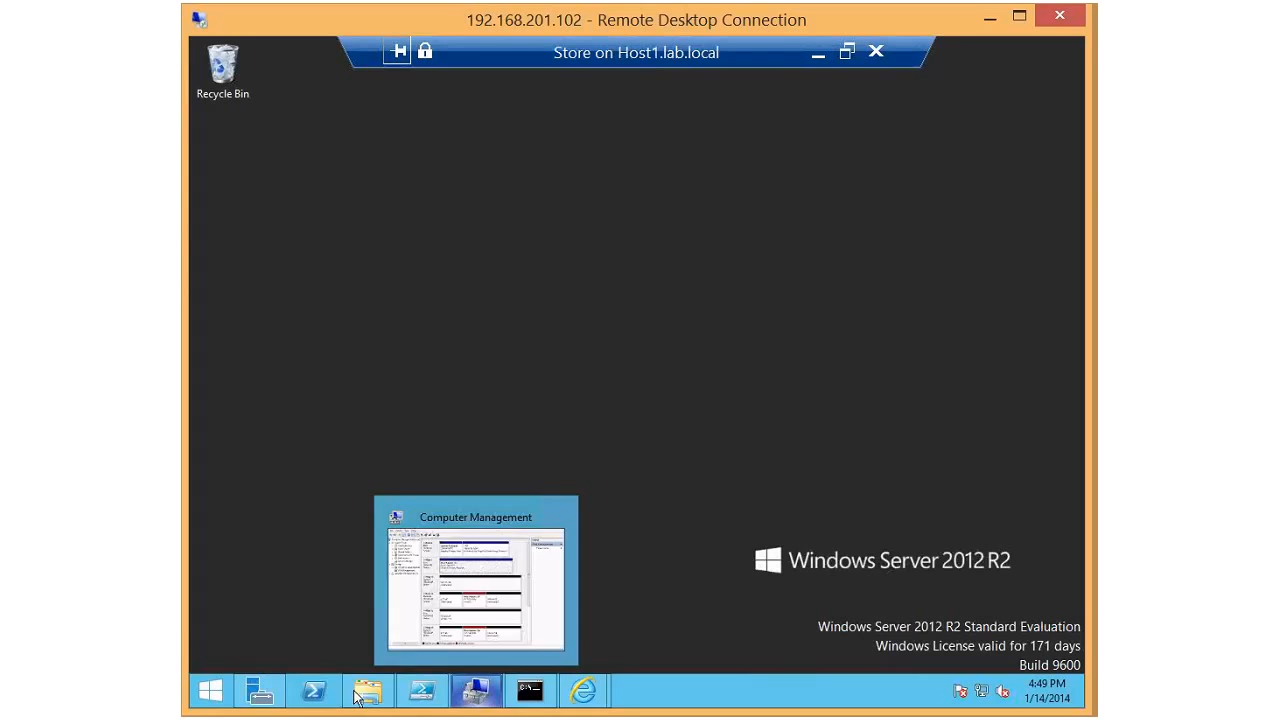 192.168.201.102 - Remote Desktop Connection
Store on Host1.lab.local
Recycle Bin
Computer Management
Windows Server 2012 R2
Windows Server 2012 R2 Standard Evaluation
Windows License valid for 171 days
Build 9600
4:49 PM
1/14/2014